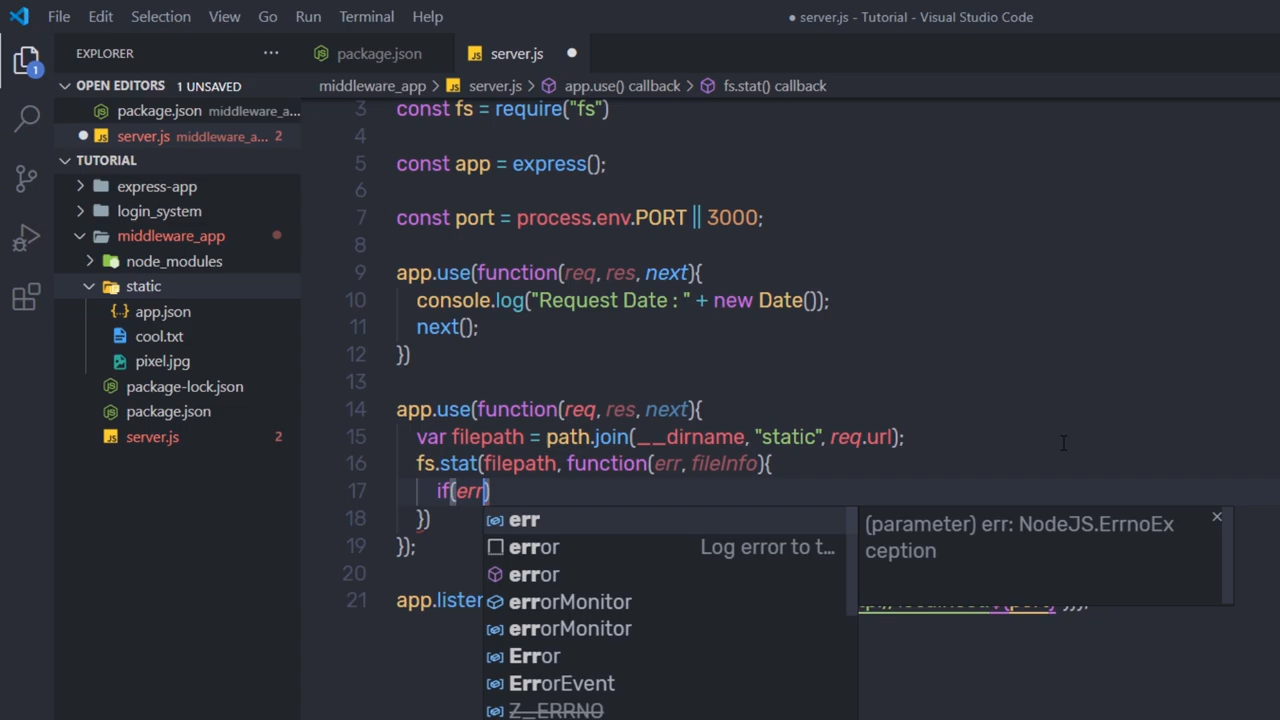 File Edit Selection View Go Run Terminal Help ● server.js - Tutorial - Visual Studio Code
EXPLORER ··· package.json server.js ●
1
OPEN EDITORS 1 UNSAVED middleware_app > server.js > app.use() callback > fs.stat() callback
package.json middleware_a...
server.js middleware_a... 2
TUTORIAL
express-app
login_system
middleware_app
node_modules
static
app.json
cool.txt
pixel.jpg
package-lock.json
package.json
server.js 2
3 const fs = require("fs")
4
5 const app = express();
6
7 const port = process.env.PORT || 3000;
8
9 app.use(function(req, res, next){
10 console.log("Request Date : " + new Date());
11 next();
12 })
13
14 app.use(function(req, res, next){
15 var filepath = path.join(__dirname, "static", req.url);
16 fs.stat(filepath, function(err, fileInfo){
17 if(err)
18 })
19 });
20
21 app.listen
err
error Log error to t...
error
errorMonitor
errorMonitor
Error
ErrorEvent
Z_ERRNO
(parameter) err: NodeJS.ErrnoEx
ception